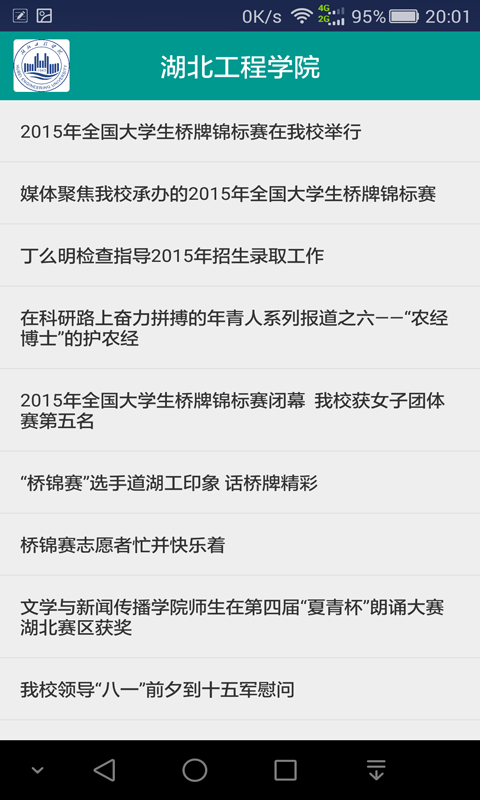 0K/s 4G 2G 95% 20:01
湖北工程学院
HUBEI ENGINEERING UNIVERSITY
2015年全国大学生桥牌锦标赛在我校举行
媒体聚焦我校承办的2015年全国大学生桥牌锦标赛
丁么明检查指导2015年招生录取工作
在科研路上奋力拼搏的年青人系列报道之六——“农经
博士”的护农经
2015年全国大学生桥牌锦标赛闭幕 我校获女子团体
赛第五名
“桥锦赛”选手道湖工印象 话桥牌精彩
桥锦赛志愿者忙并快乐着
文学与新闻传播学院师生在第四届“夏青杯”朗诵大赛
湖北赛区获奖
我校领导“八一”前夕到十五军慰问